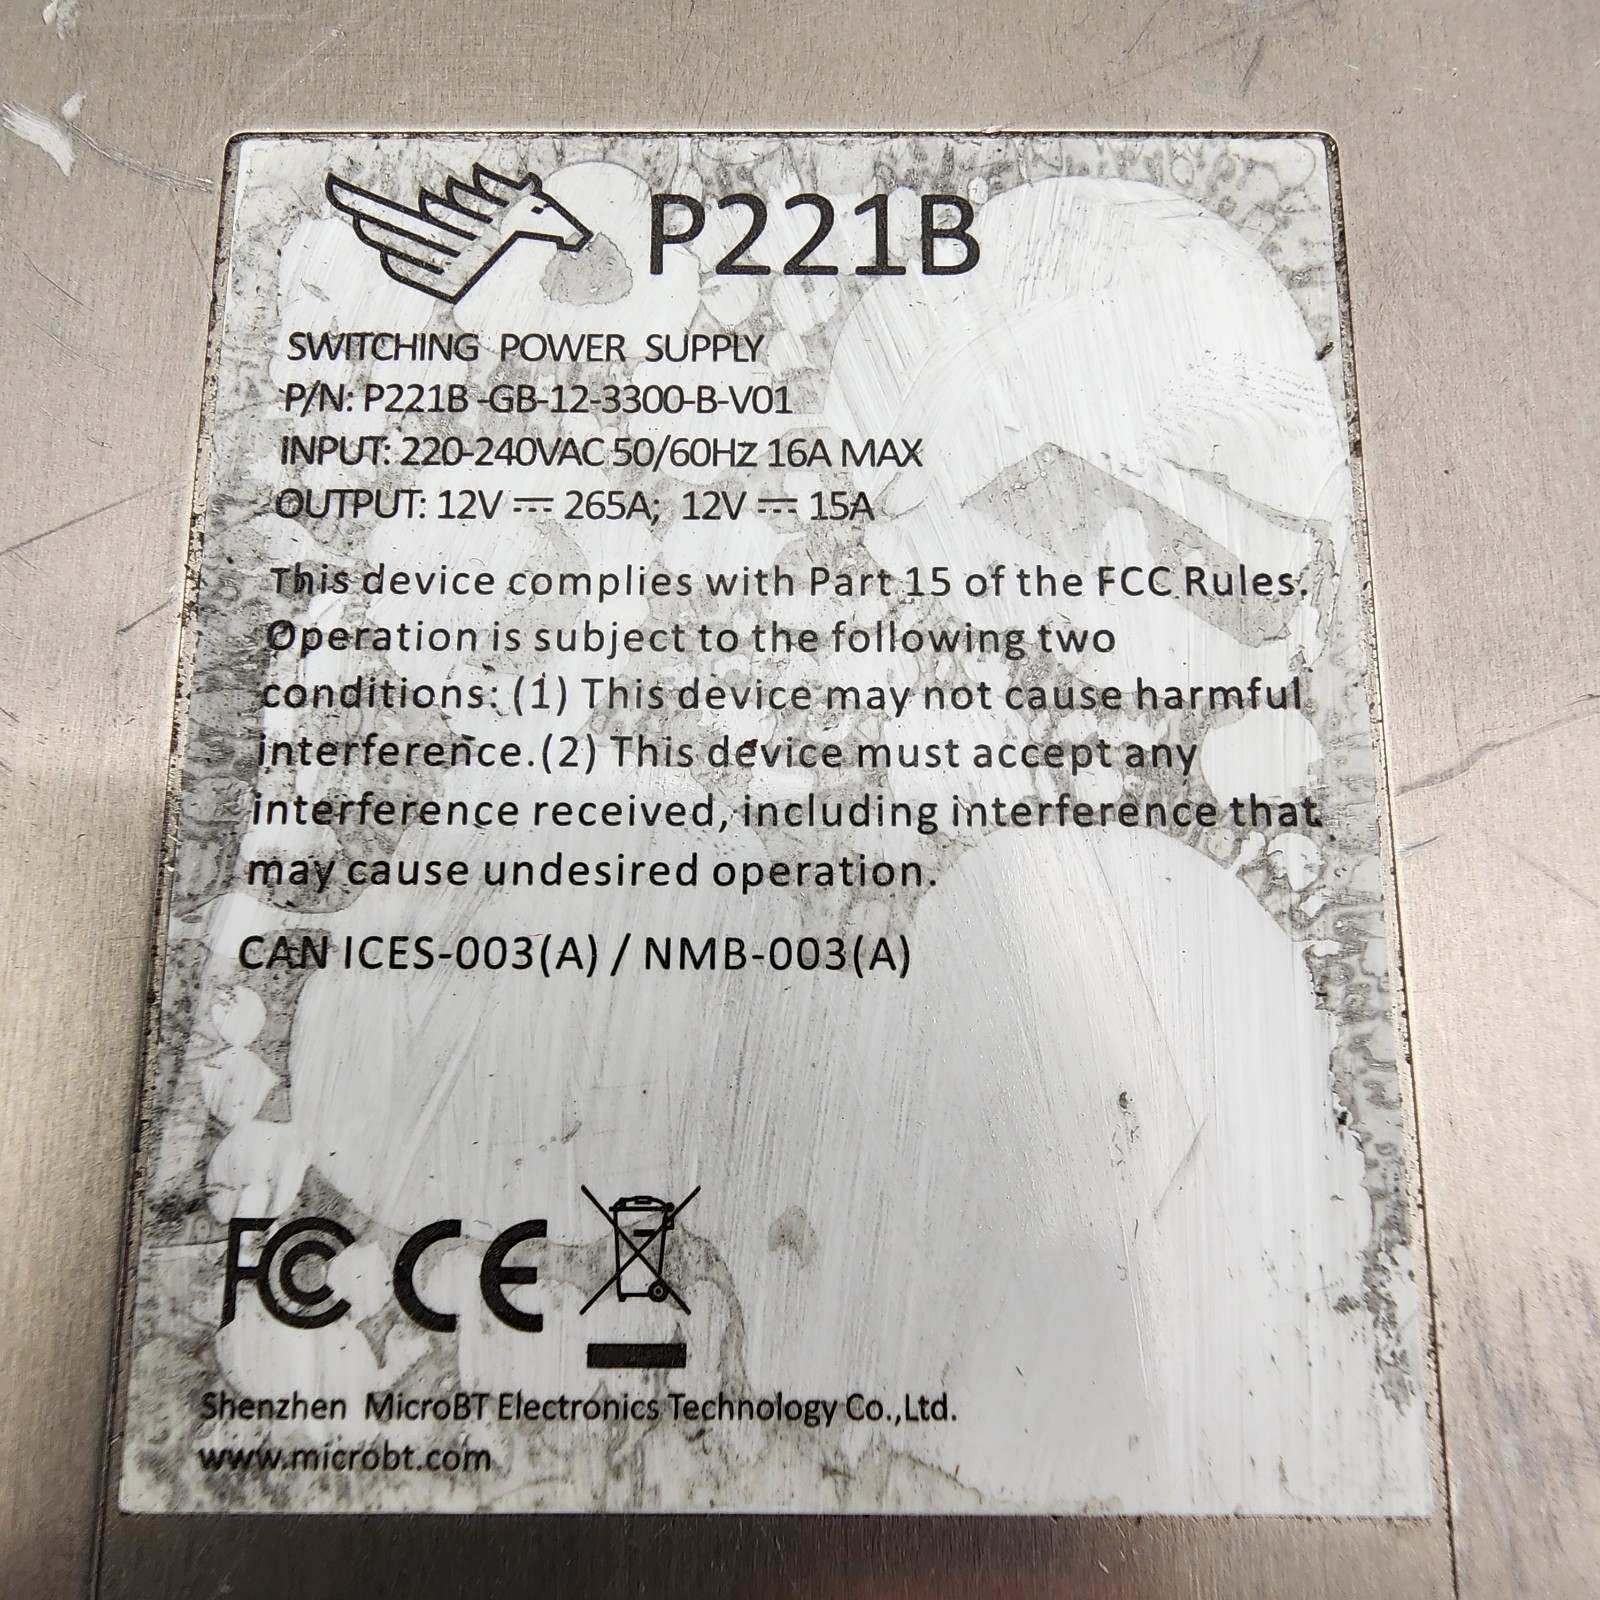 P221B
SWITCHING POWER SUPPLY
P/N: P221B -GB-12-3300-B-V01
INPUT: 220-240VAC 50/60Hz 16A MAX
OUTPUT: 12V ⎓ 265A; 12V ⎓ 15A
This device complies with Part 15 of the FCC Rules.
Operation is subject to the following two
conditions: (1) This device may not cause harmful
interference.(2) This device must accept any
interference received, including interference that
may cause undesired operation.
CAN ICES-003(A) / NMB-003(A)
FC CE
Shenzhen MicroBT Electronics Technology Co.,Ltd.
www.microbt.com